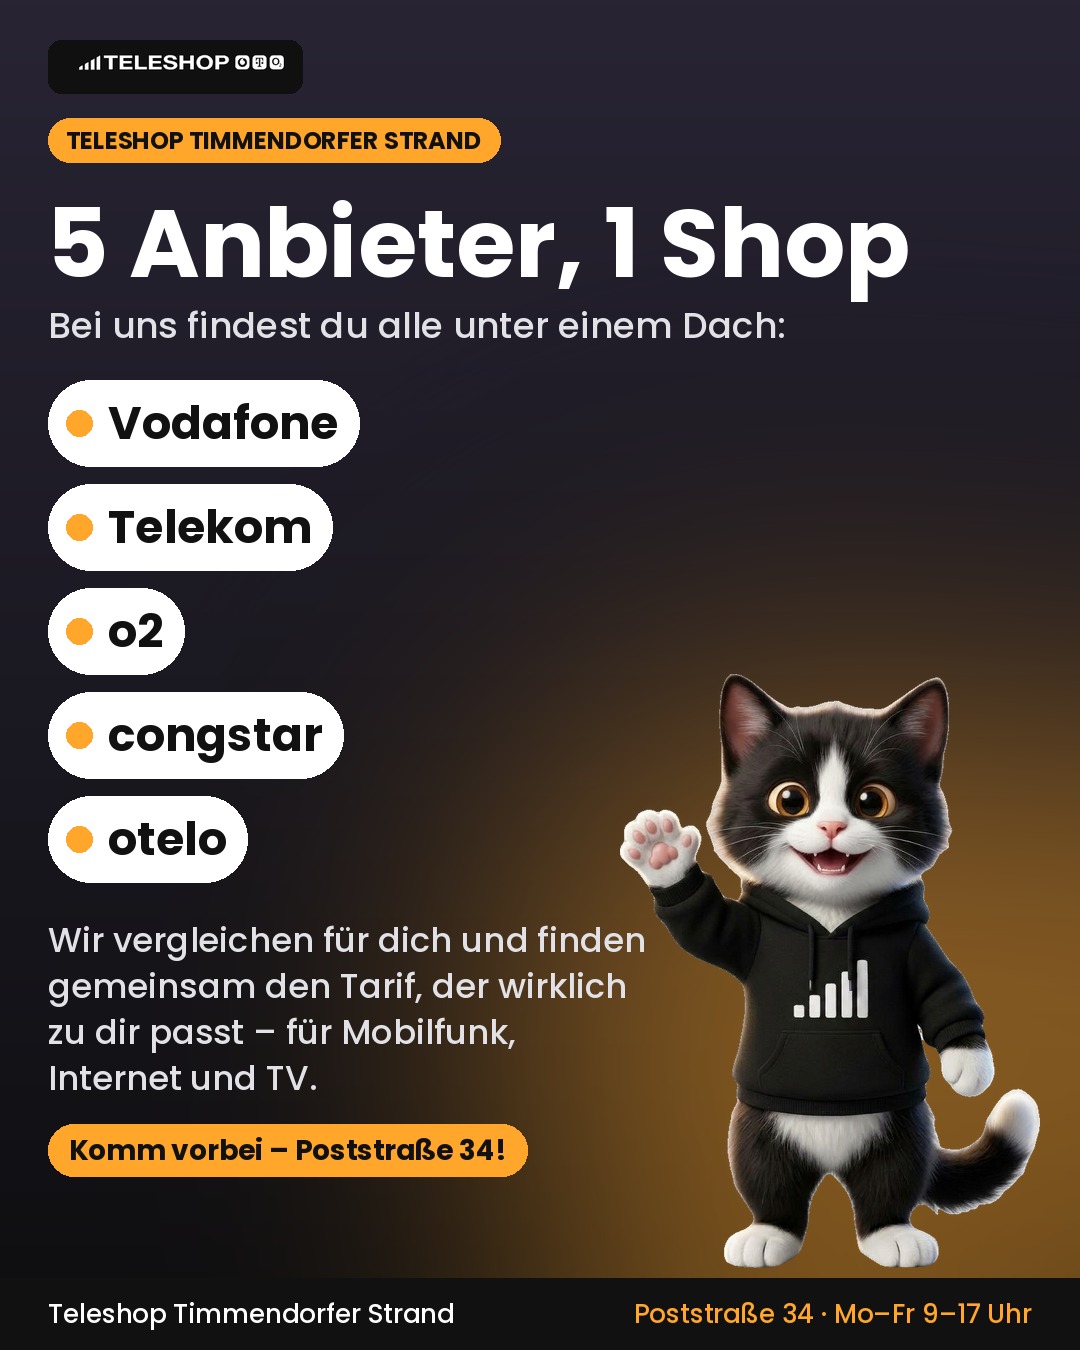 TELESHOP
TELESHOP TIMMENDORFER STRAND
5 Anbieter, 1 Shop
Bei uns findest du alle unter einem Dach:
Vodafone
Telekom
o2
congstar
otelo
Wir vergleichen für dich und finden
gemeinsam den Tarif, der wirklich
zu dir passt – für Mobilfunk,
Internet und TV.
Komm vorbei – Poststraße 34!
Teleshop Timmendorfer Strand
Poststraße 34 · Mo–Fr 9–17 Uhr